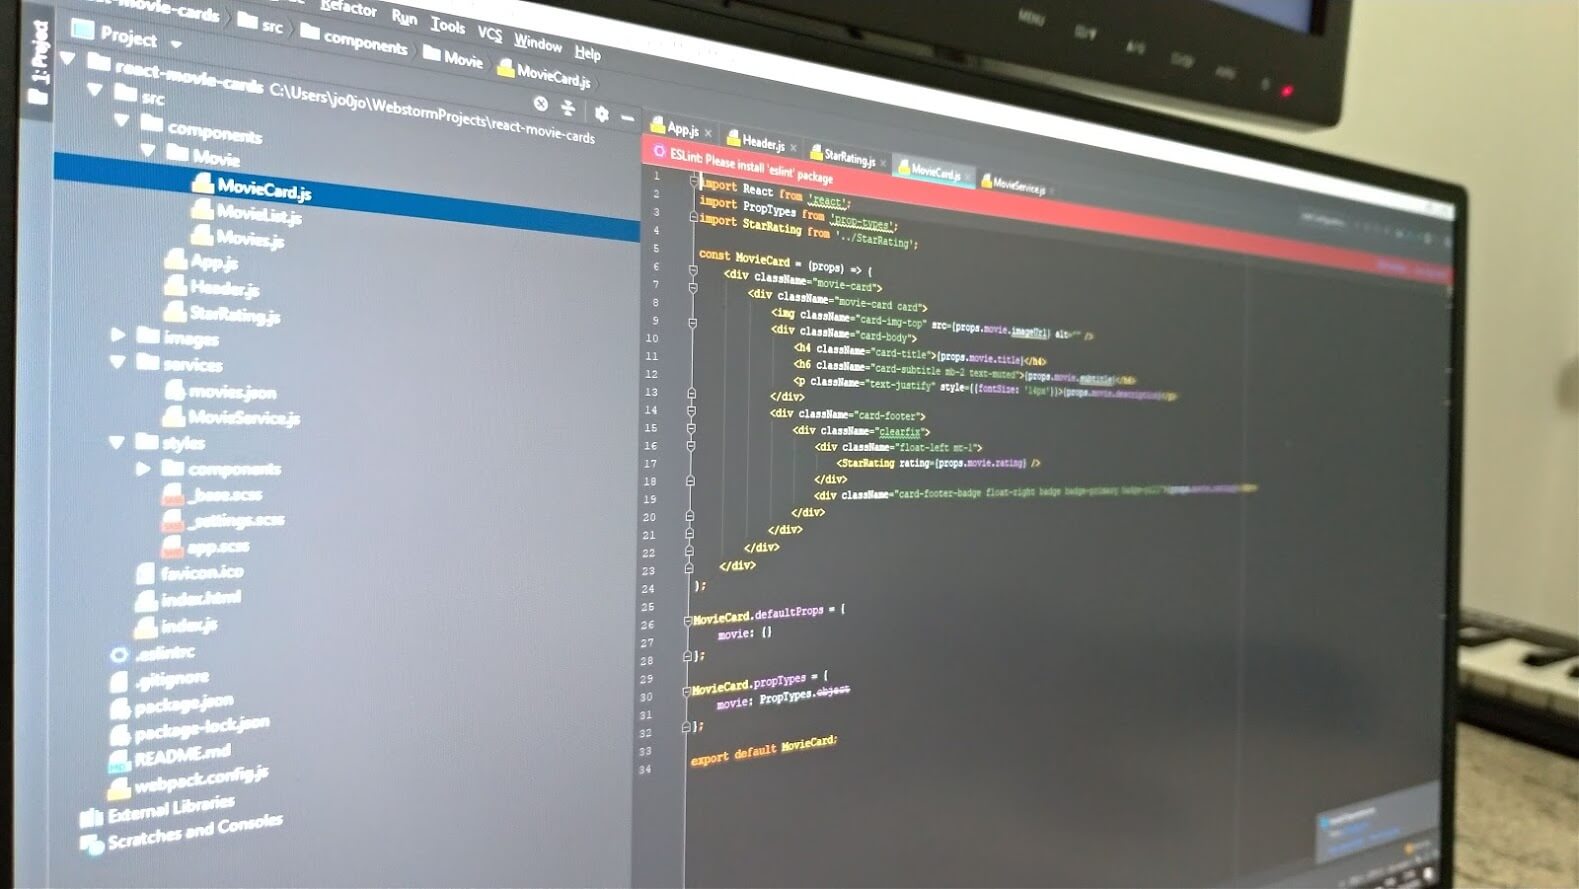 react-movie-cards src components Movie MovieCard.js
Refactor Run Tools VCS Window Help
1: Project
Project
react-movie-cards C:\Users\jo0jo\WebstormProjects\react-movie-cards
src
components
Movie
MovieCard.js
MovieList.js
Movies.js
App.js
Header.js
StarRating.js
images
services
movies.json
MovieService.js
styles
components
_base.scss
_settings.scss
app.scss
favicon.ico
index.html
index.js
.eslintrc
.gitignore
package.json
package-lock.json
README.md
webpack.config.js
External Libraries
Scratches and Consoles
App.js Header.js StarRating.js MovieCard.js MovieService.js
ESLint: Please install 'eslint' package
1 import React from 'react';
2 import PropTypes from 'prop-types';
3 import StarRating from '../StarRating';
4
5 const MovieCard = (props) => (
6 <div className="movie-card">
7 <div className="movie-card card">
8 <img className="card-img-top" src={props.movie.imageUrl} alt="" />
9 <div className="card-body">
10 <h4 className="card-title">{props.movie.title}</h4>
11 <h6 className="card-subtitle mb-2 text-muted">{props.movie.subtitle}</h6>
12 <p className="text-justify" style={{fontSize: '14px'}}>{props.movie.description}</p>
13 </div>
14 <div className="card-footer">
15 <div className="clearfix">
16 <div className="float-left mt-1">
17 <StarRating rating={props.movie.rating} />
18 </div>
19 <div className="card-footer-badge float-right badge badge-primary badge-pill">
20 </div>
21 </div>
22 </div>
23 </div>
24 );
25
26 MovieCard.defaultProps = {
27 movie: {}
28 };
29
30 MovieCard.propTypes = {
31 movie: PropTypes.object
32 };
33
34 export default MovieCard;
MENU